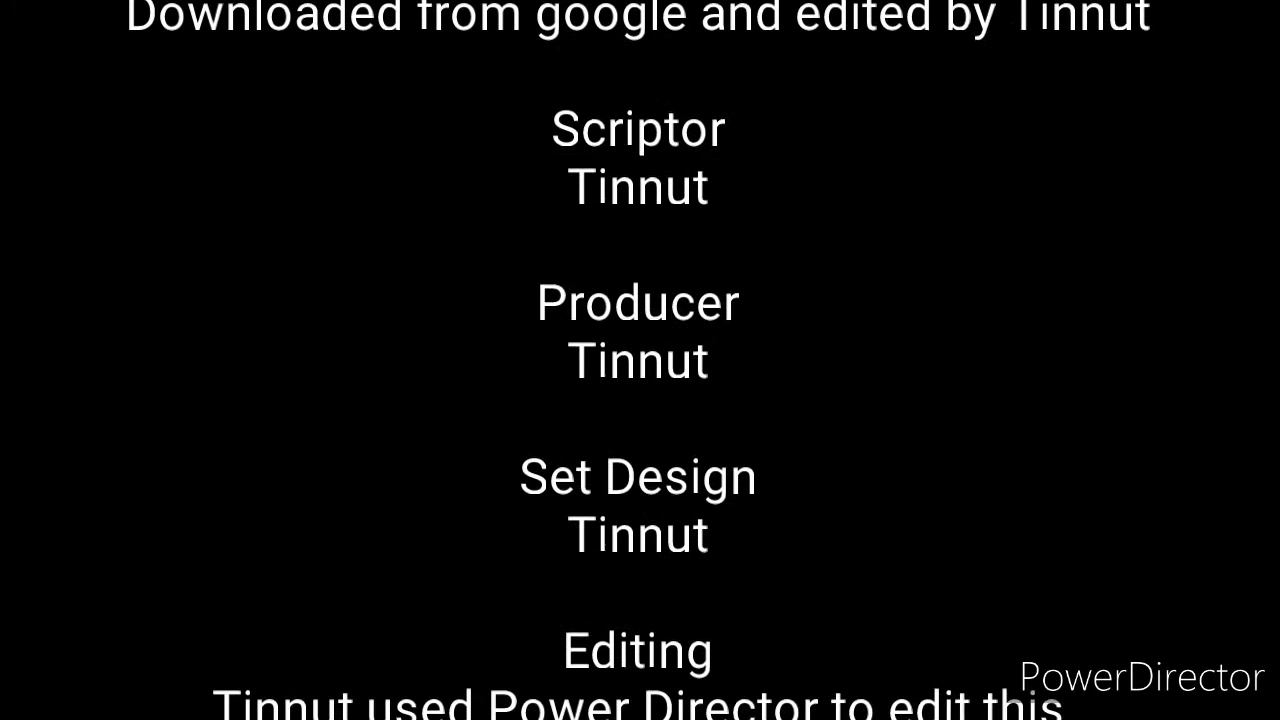 Downloaded from google and edited by Tinnut
Scriptor
Tinnut
Producer
Tinnut
Set Design
Tinnut
Editing
PowerDirector
Tinnut used Power Director to edit this